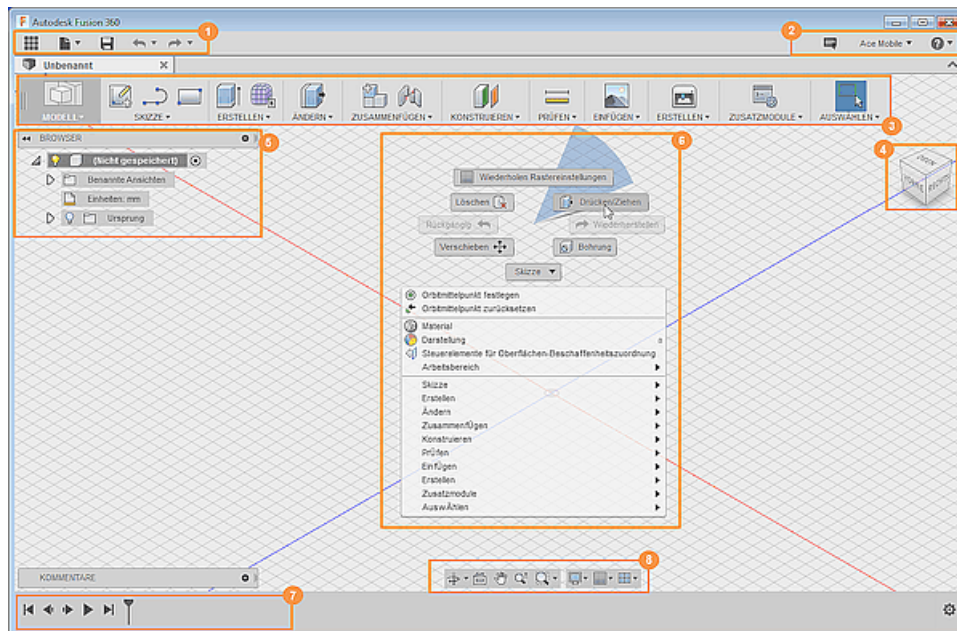 F Autodesk Fusion 360
1
2
Ace Mobile
Unbenannt
MODELL
SKIZZE
ERSTELLEN
ÄNDERN
ZUSAMMENFÜGEN
KONSTRUIEREN
PRÜFEN
EINFÜGEN
ERSTELLEN
ZUSATZMODULE
AUSWÄHLEN
3
BROWSER
5
(Nicht gespeichert)
Benannte Ansichten
Einheiten: mm
Ursprung
6
4
OBEN
RECHTS
Wiederholen Rastereinstellungen
Löschen
Drücken/Ziehen
Rückgängig
Wiederherstellen
Verschieben
Bohrung
Skizze
Orbitmittelpunkt festlegen
Orbitmittelpunkt zurücksetzen
Material
Darstellung a
Steuerelemente für Oberflächen-Beschaffenheitszuordnung
Arbeitsbereich
Skizze
Erstellen
Ändern
Zusammenfügen
Konstruieren
Prüfen
Einfügen
Erstellen
Zusatzmodule
Auswählen
8
KOMMENTARE
7